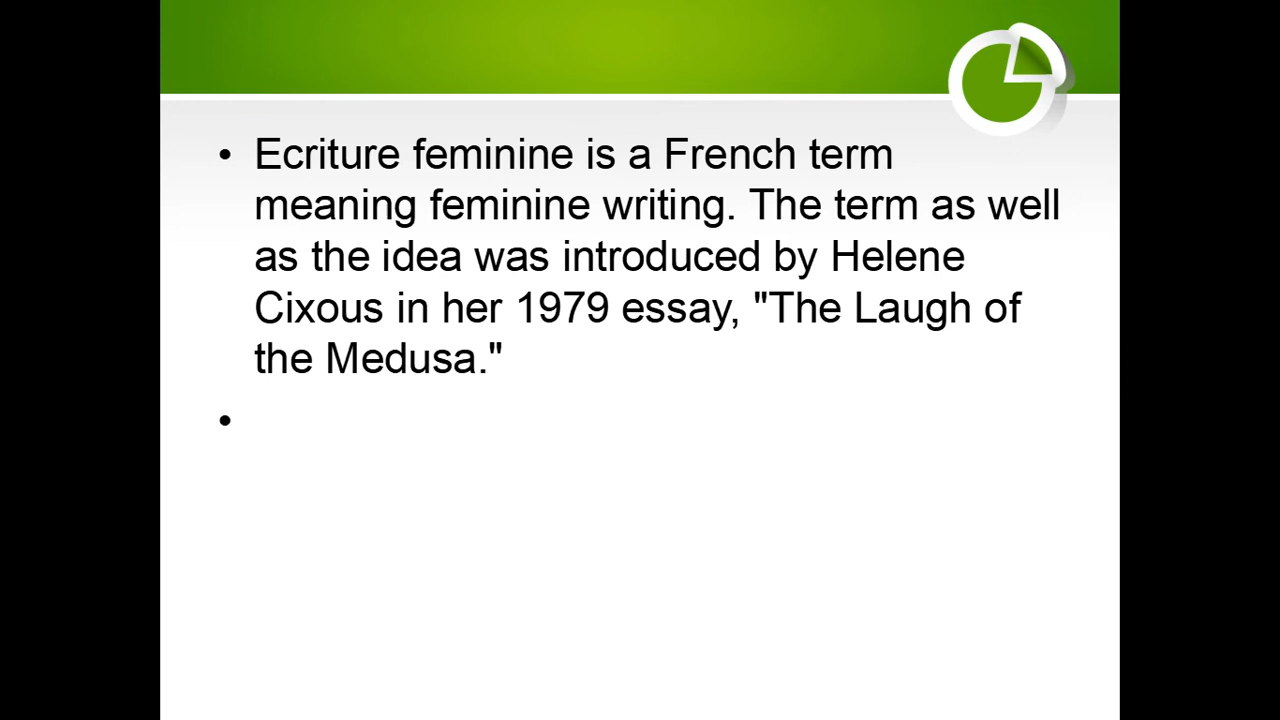 • Ecriture feminine is a French term
meaning feminine writing. The term as well
as the idea was introduced by Helene
Cixous in her 1979 essay, "The Laugh of
the Medusa."
•